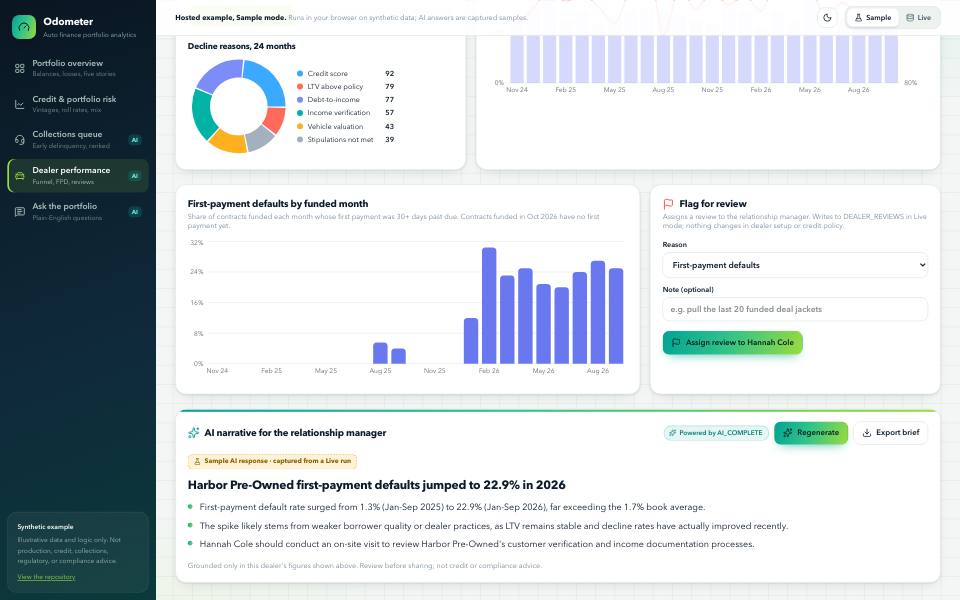 Odometer
Auto finance portfolio analytics
Portfolio overview
Balances, losses, five stories
Credit & portfolio risk
Vintages, roll rates, mix
Collections queue
Early delinquency, ranked
AI
Dealer performance
Funnel, FPD, reviews
AI
Ask the portfolio
Plain-English questions
AI
Synthetic example
Illustrative data and logic only. Not
production, credit, collections,
regulatory, or compliance advice.
View the repository
Hosted example, Sample mode. Runs in your browser on synthetic data; AI answers are captured samples.
Sample
Live
Decline reasons, 24 months
Credit score 92
LTV above policy 79
Debt-to-income 77
Income verification 57
Vehicle valuation 43
Stipulations not met 39
0%
80%
Nov 24 Feb 25 May 25 Aug 25 Nov 25 Feb 26 May 26 Aug 26
First-payment defaults by funded month
Share of contracts funded each month whose first payment was 30+ days past due. Contracts funded in Oct 2026 have no first
payment yet.
32%
24%
16%
8%
0%
Nov 24 Feb 25 May 25 Aug 25 Nov 25 Feb 26 May 26 Aug 26
Flag for review
Assigns a review to the relationship manager. Writes to DEALER_REVIEWS in Live
mode; nothing changes in dealer setup or credit policy.
Reason
First-payment defaults
Note (optional)
e.g. pull the last 20 funded deal jackets
Assign review to Hannah Cole
AI narrative for the relationship manager
Powered by AI_COMPLETE
Regenerate
Export brief
Sample AI response · captured from a Live run
Harbor Pre-Owned first-payment defaults jumped to 22.9% in 2026
First-payment default rate surged from 1.3% (Jan-Sep 2025) to 22.9% (Jan-Sep 2026), far exceeding the 1.7% book average.
The spike likely stems from weaker borrower quality or dealer practices, as LTV remains stable and decline rates have actually improved recently.
Hannah Cole should conduct an on-site visit to review Harbor Pre-Owned's customer verification and income documentation processes.
Grounded only in this dealer's figures shown above. Review before sharing; not credit or compliance advice.